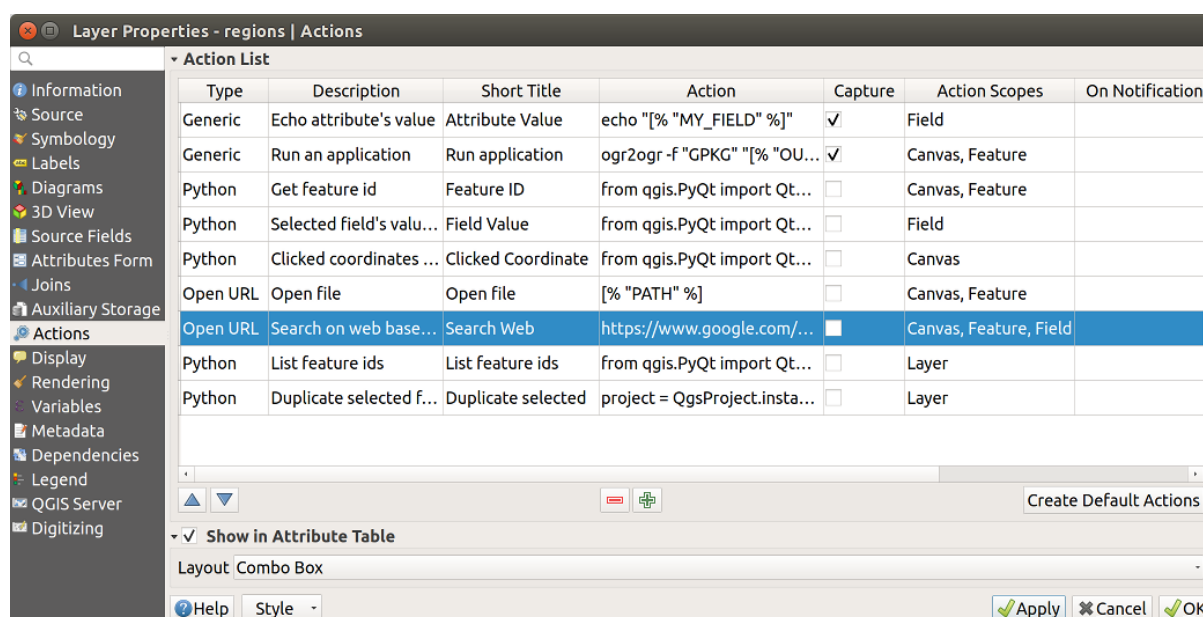 Layer Properties - regions | Actions
Information
Source
Symbology
Labels
Diagrams
3D View
Source Fields
Attributes Form
Joins
Auxiliary Storage
Actions
Display
Rendering
Variables
Metadata
Dependencies
Legend
QGIS Server
Digitizing
Action List
Type Description Short Title Action Capture Action Scopes On Notification
Generic Echo attribute's value Attribute Value echo "[% "MY_FIELD" %]" Field
Generic Run an application Run application ogr2ogr -f "GPKG" "[% "OU... Canvas, Feature
Python Get feature id Feature ID from qgis.PyQt import Qt... Canvas, Feature
Python Selected field's valu... Field Value from qgis.PyQt import Qt... Field
Python Clicked coordinates ... Clicked Coordinate from qgis.PyQt import Qt... Canvas
Open URL Open file Open file [% "PATH" %] Canvas, Feature
Open URL Search on web base... Search Web https://www.google.com/... Canvas, Feature, Field
Python List feature ids List feature ids from qgis.PyQt import Qt... Layer
Python Duplicate selected f... Duplicate selected project = QgsProject.insta... Layer
Create Default Actions
Show in Attribute Table
Layout Combo Box
Help Style Apply Cancel OK